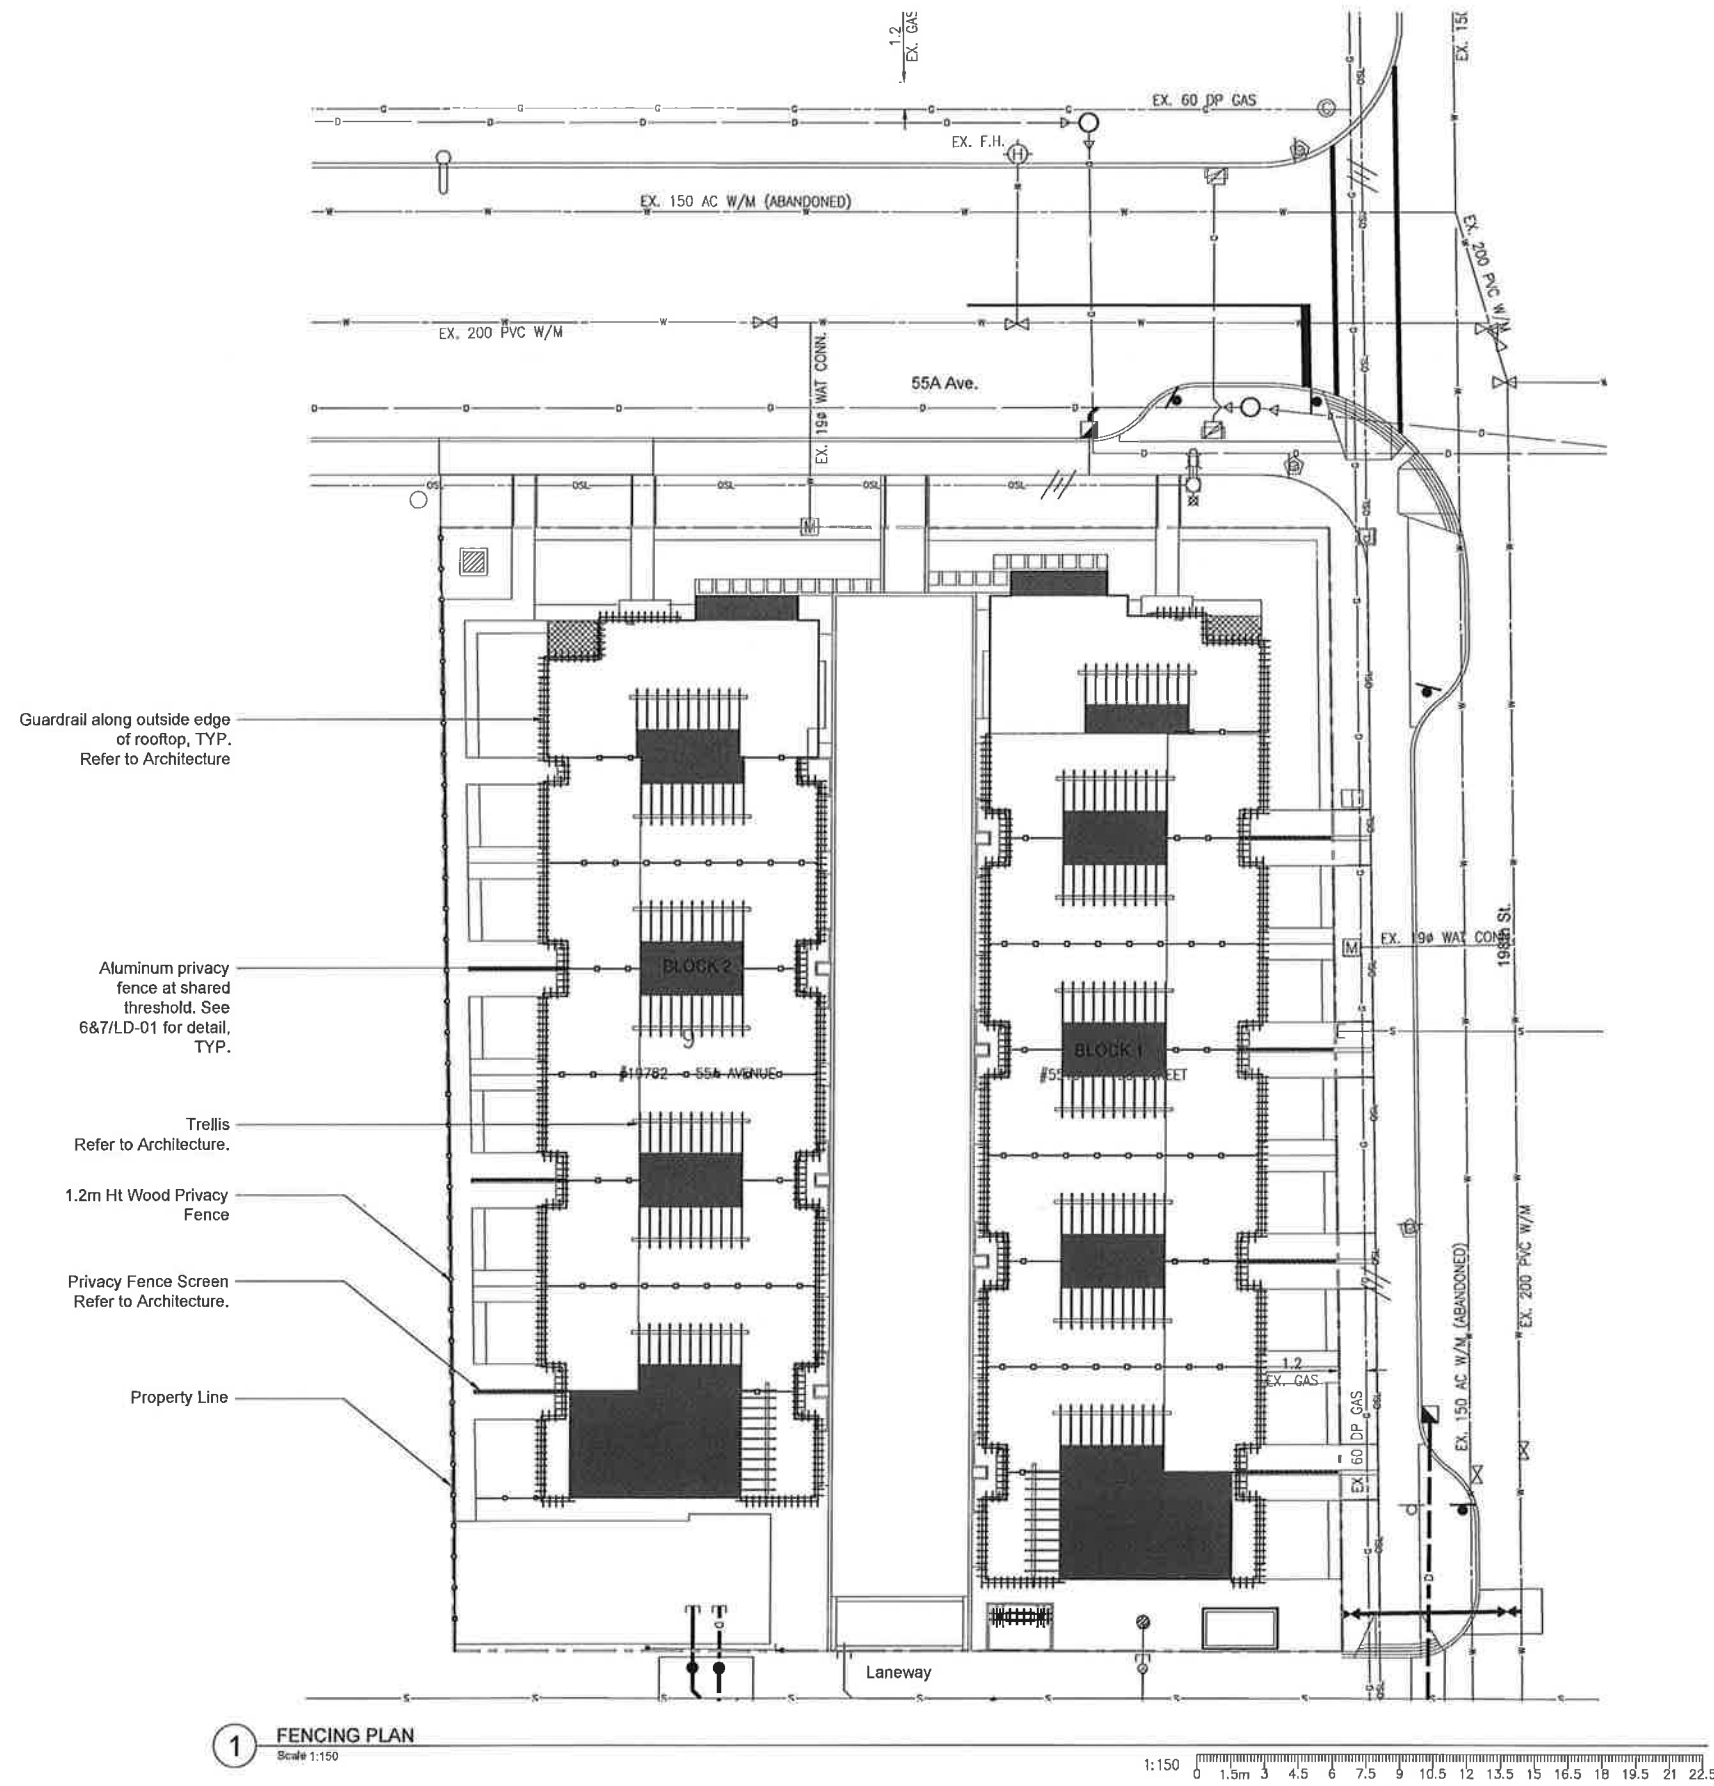 1.2
EX. GAS
EX. 60 DP GAS
EX. F.H.
EX. 150 AC W/M (ABANDONED)
EX. 200 PVC W/M
EX. 200 PVC W/M
EX. 19ø WAT CONN.
55A Ave.
Guardrail along outside edge
of rooftop, TYP.
Refer to Architecture
Aluminum privacy
fence at shared
threshold. See
6&7/LD-01 for detail,
TYP.
BLOCK 2
9
#19782 55A AVENUE
BLOCK 1
EX. 19ø WAT CONN.
198th St.
Trellis
Refer to Architecture.
1.2m Ht Wood Privacy
Fence
Privacy Fence Screen
Refer to Architecture.
Property Line
1.2
EX. GAS
EX. 60 DP GAS
EX. 150 AC W/M (ABANDONED)
EX. 200 PVC W/M
Laneway
1 FENCING PLAN
Scale 1:150
1:150
0 1.5m 3 4.5 6 7.5 9 10.5 12 13.5 15 16.5 18 19.5 21 22.5